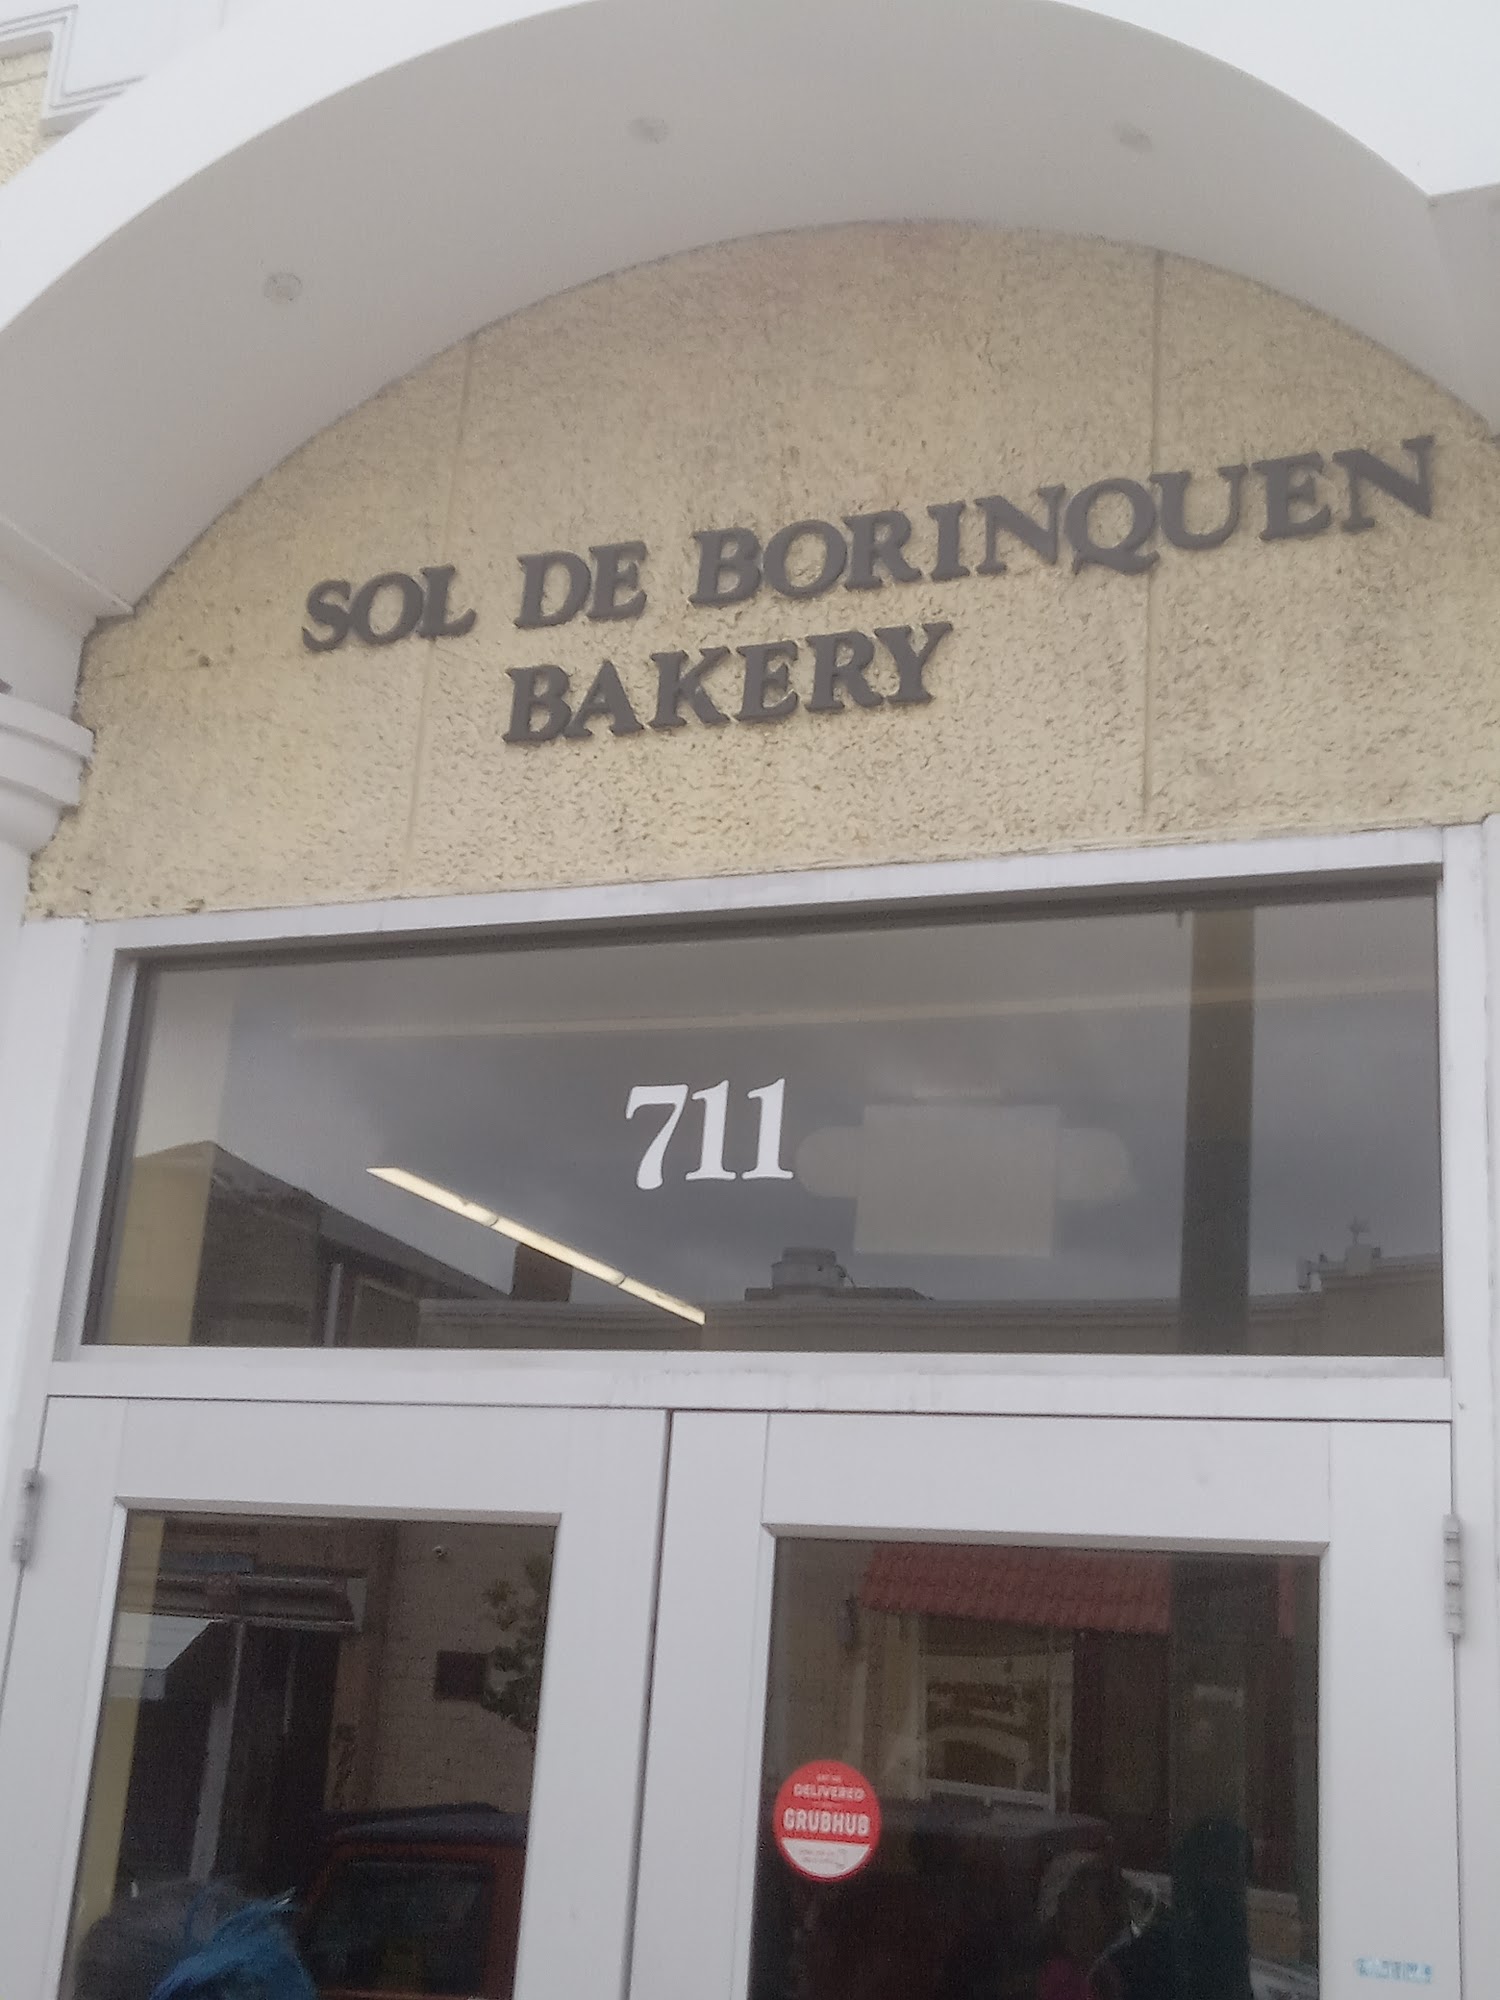 SOL DE BORINQUEN
BAKERY
711
DELIVERED
GRUBHUB